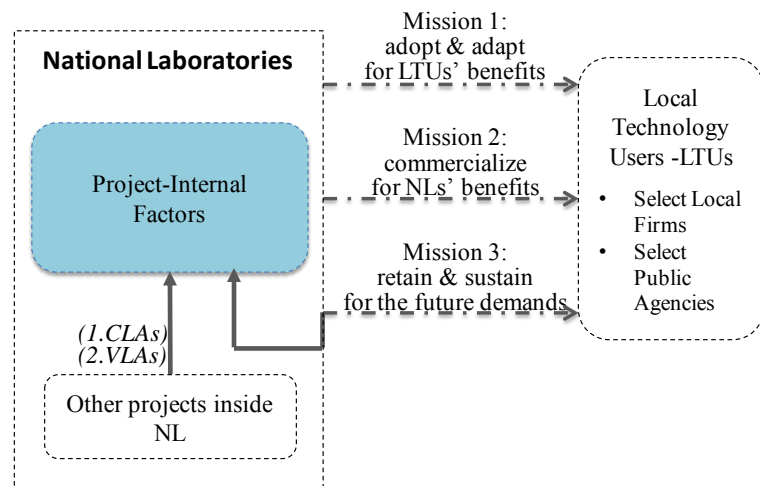 National Laboratories
Project-Internal
Factors
(1.CLAs)
(2.VLAs)
Other projects inside
NL
Mission 1:
adopt & adapt
for LTUs’ benefits
Mission 2:
commercialize
for NLs’ benefits
Mission 3:
retain & sustain
for the future demands
Local
Technology
Users -LTUs
• Select Local
Firms
• Select
Public
Agencies